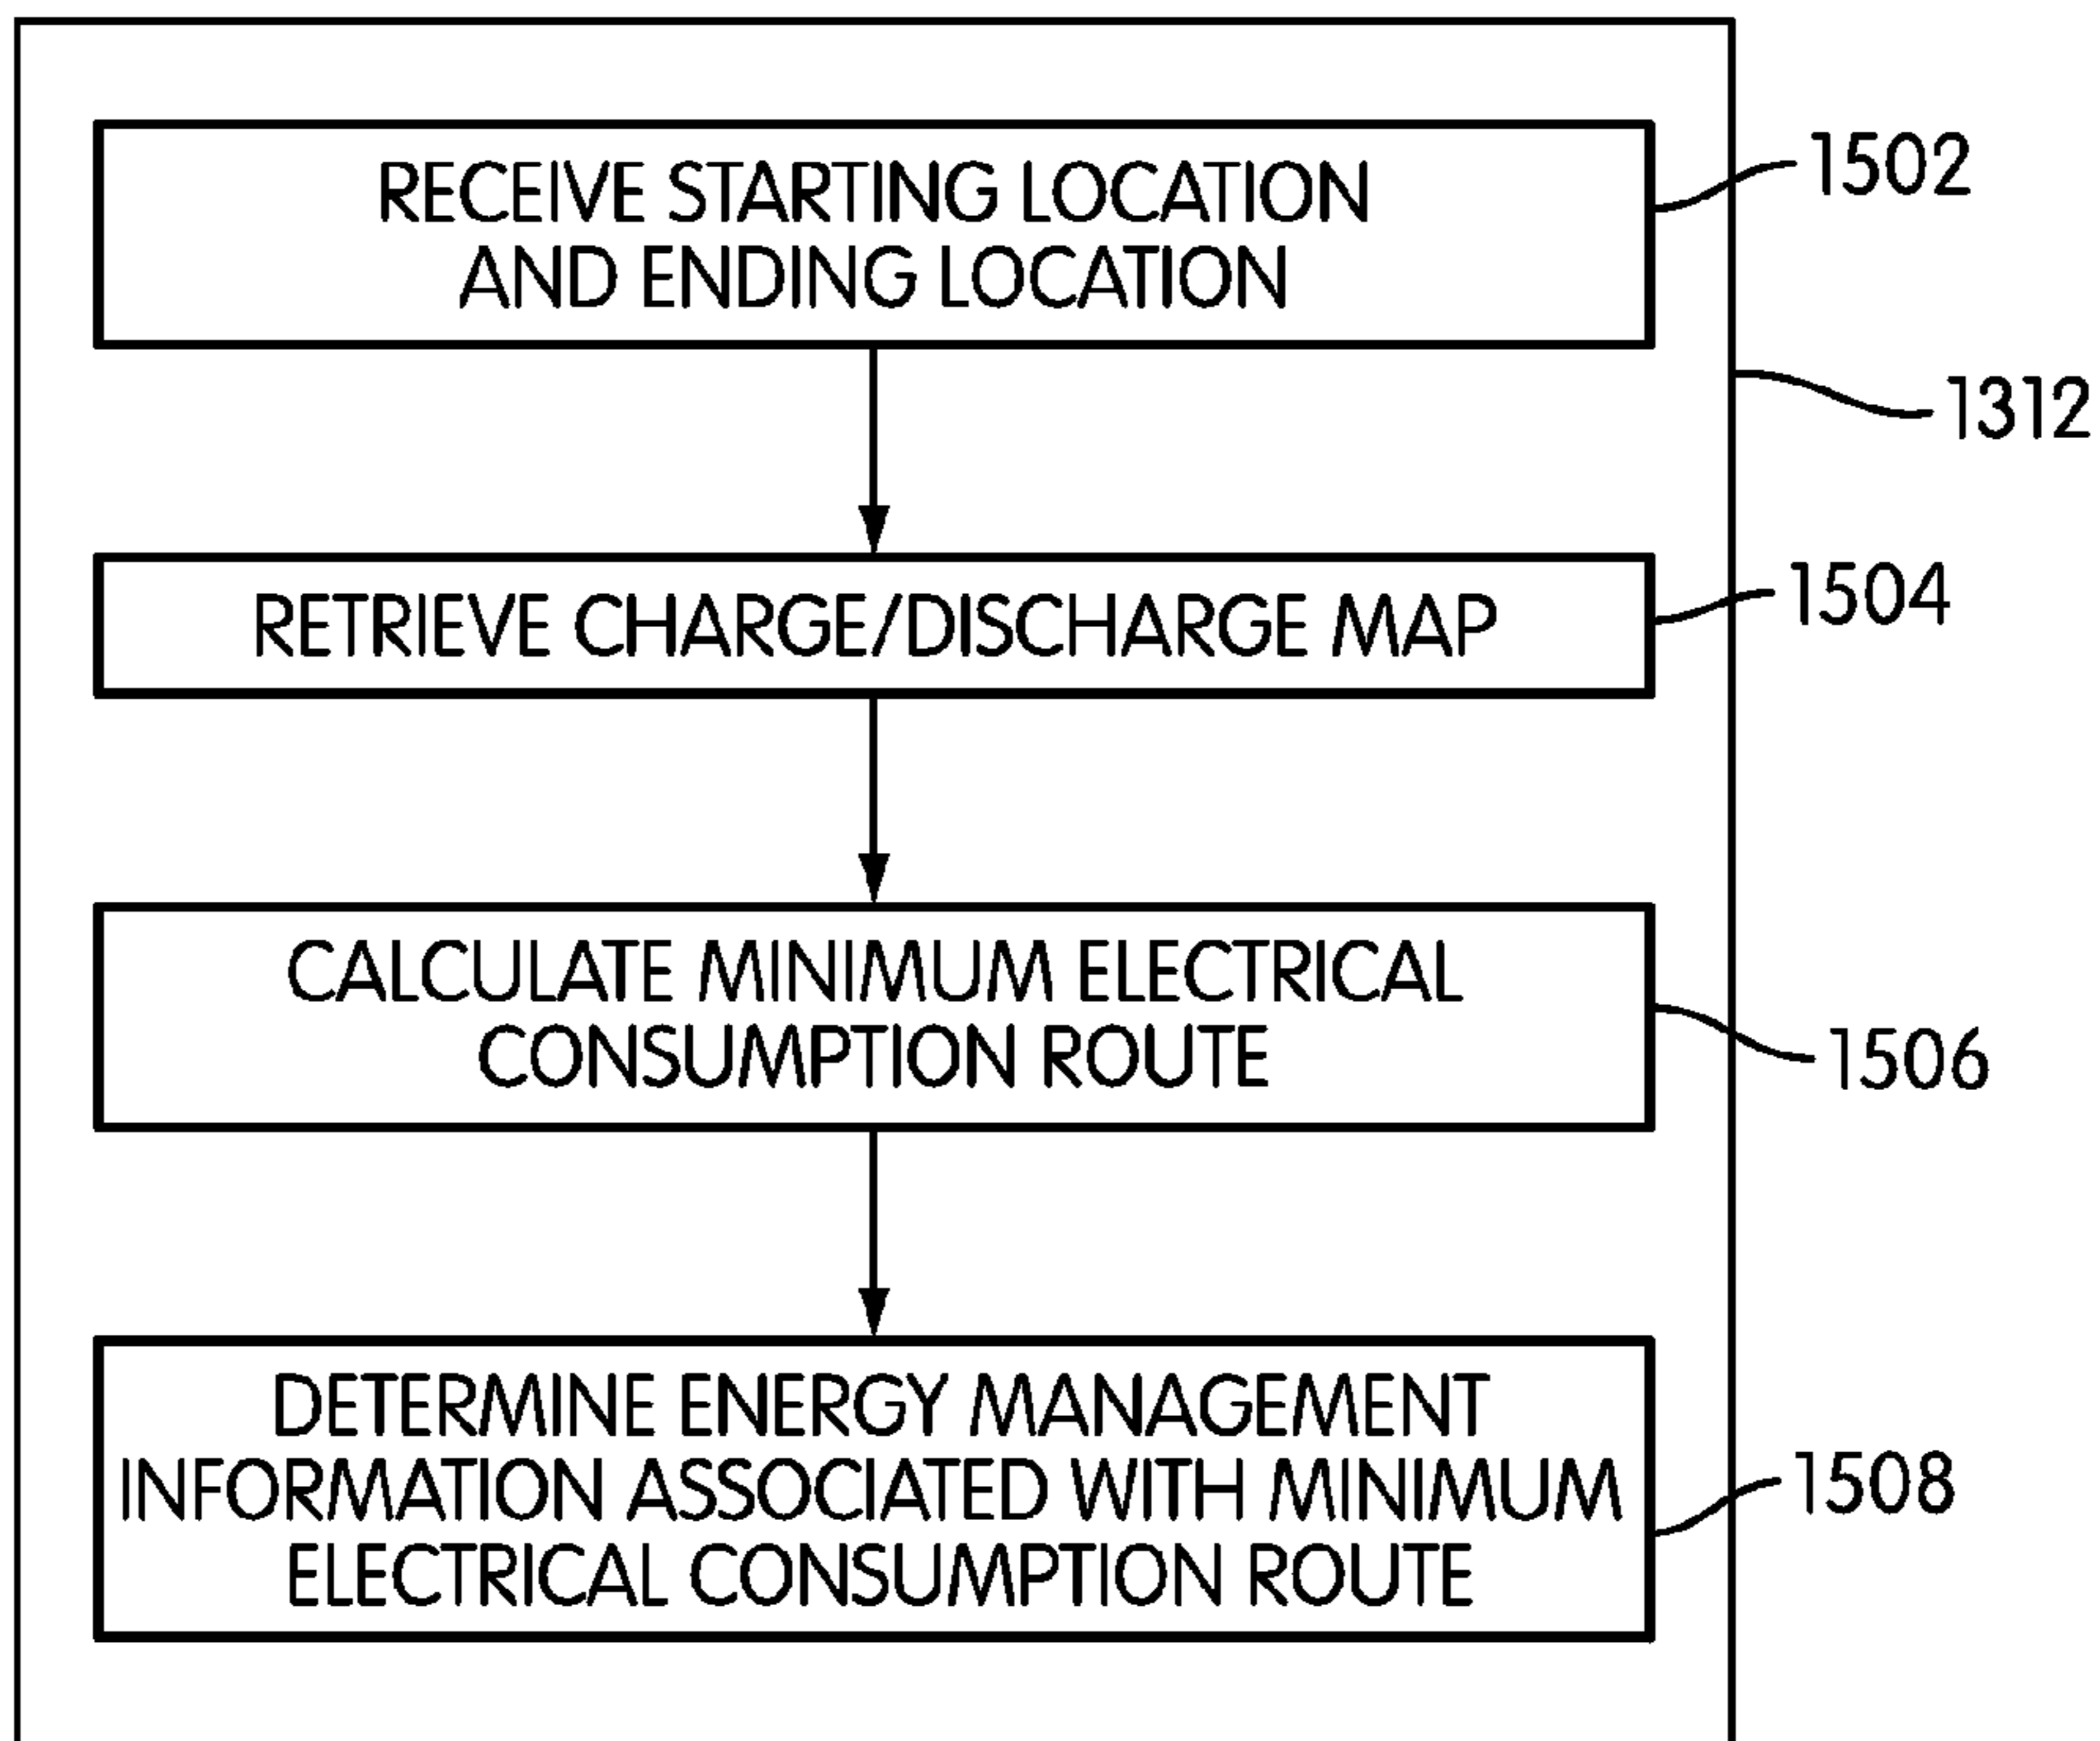 RECEIVE STARTING LOCATION
AND ENDING LOCATION
1502
1312
RETRIEVE CHARGE/DISCHARGE MAP
1504
CALCULATE MINIMUM ELECTRICAL
CONSUMPTION ROUTE
1506
DETERMINE ENERGY MANAGEMENT
INFORMATION ASSOCIATED WITH MINIMUM
ELECTRICAL CONSUMPTION ROUTE
1508